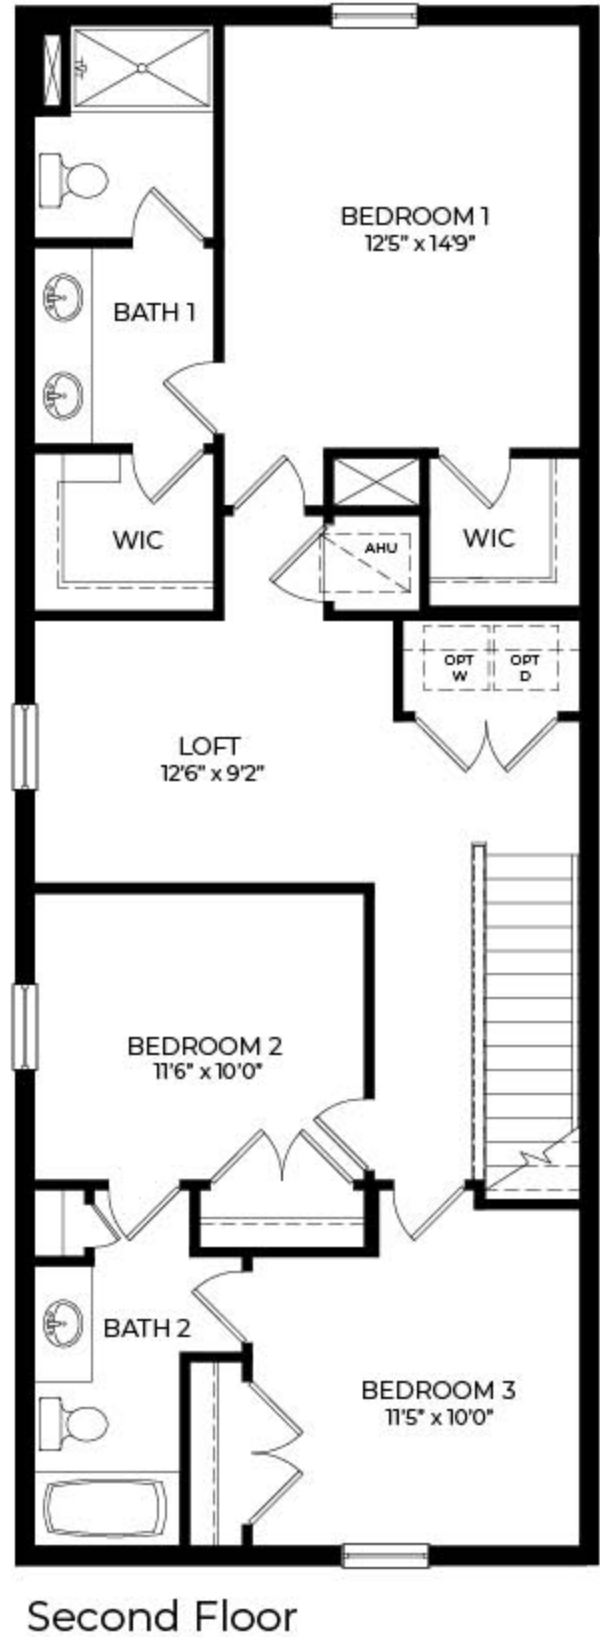 BEDROOM 1
12'5" x 14'9"
BATH 1
WIC
WIC
AHU
OPT
W
OPT
D
LOFT
12'6" x 9'2"
BEDROOM 2
11'6" x 10'0"
BATH 2
BEDROOM 3
11'5" x 10'0"
Second Floor